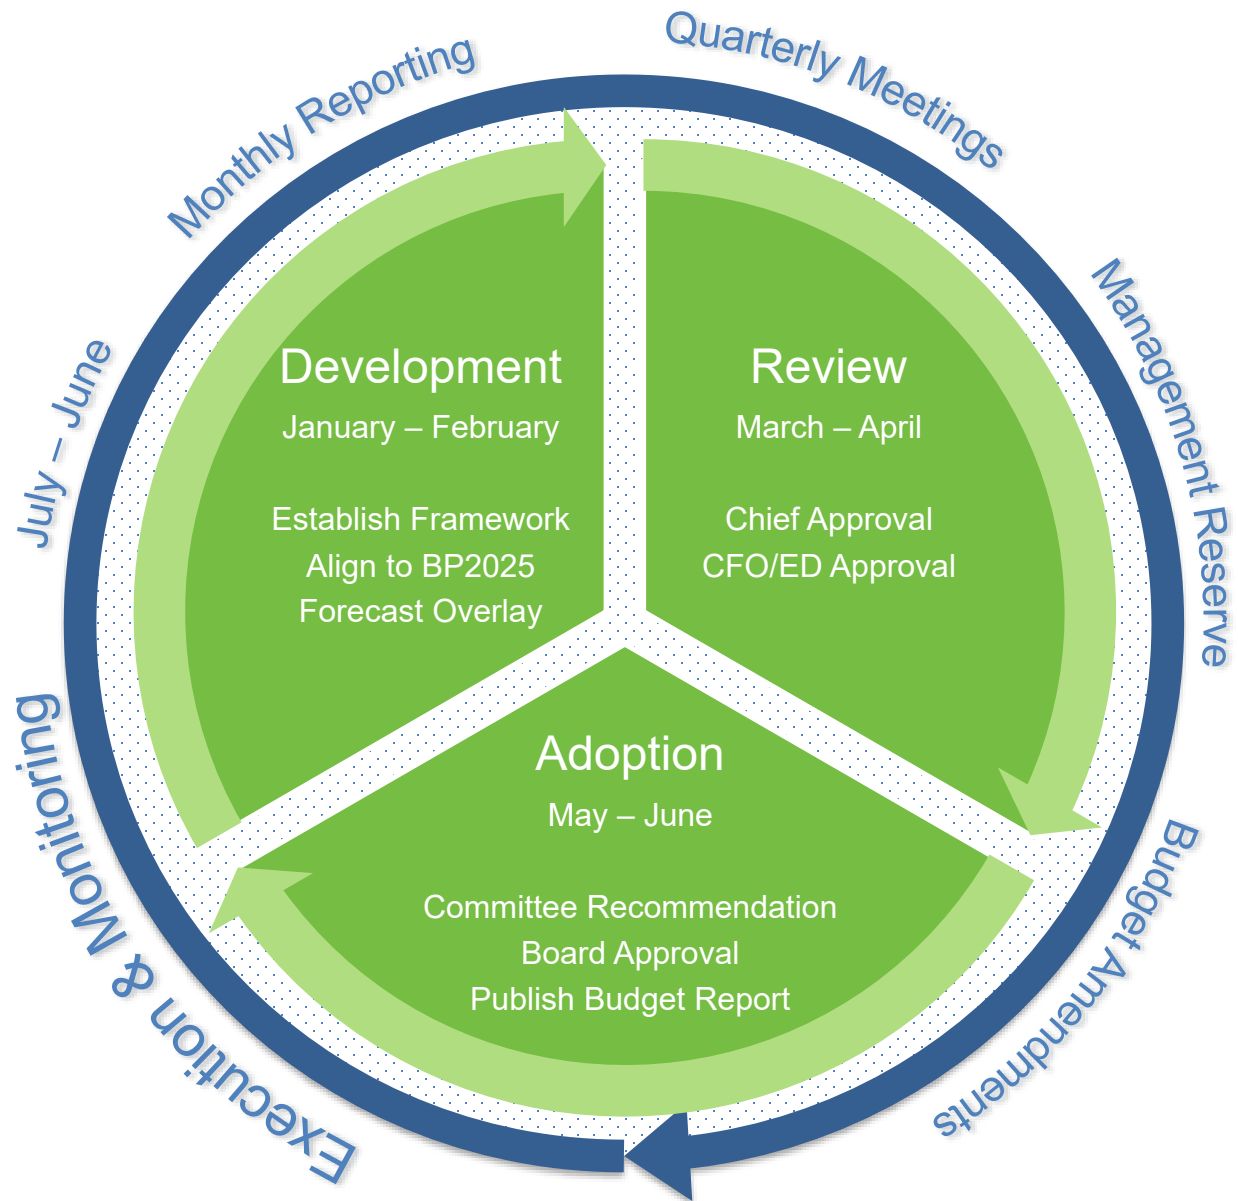 Execution & Monitoring
July – June
Monthly Reporting
Quarterly Meetings
Management Reserve
Budget Amendments
Development
January – February
Establish Framework
Align to BP2025
Forecast Overlay
Review
March – April
Chief Approval
CFO/ED Approval
Adoption
May – June
Committee Recommendation
Board Approval
Publish Budget Report